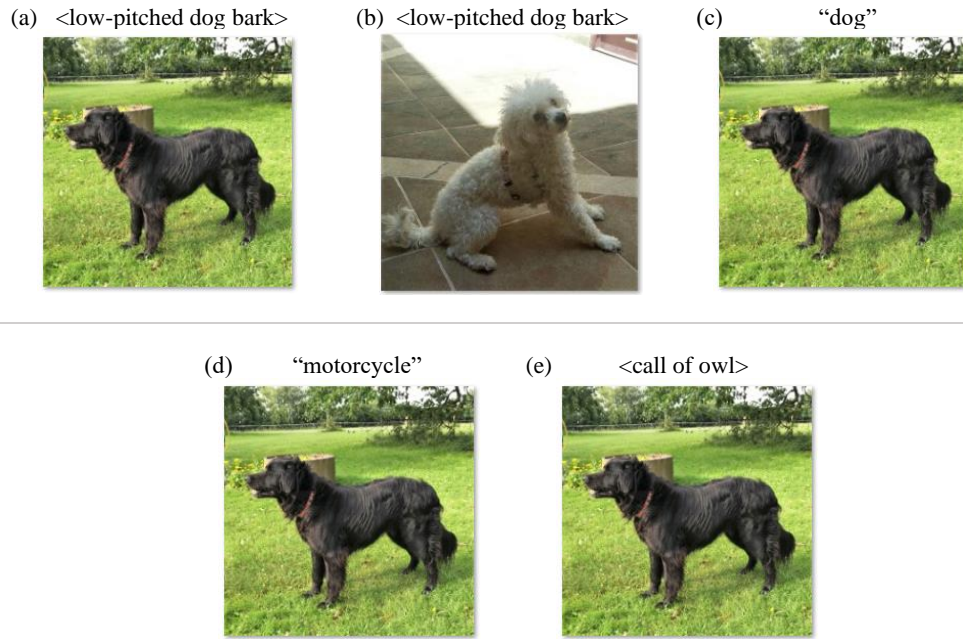 (a) <low-pitched dog bark> (b) <low-pitched dog bark> (c) “dog”
(d) “motorcycle” (e) <call of owl>